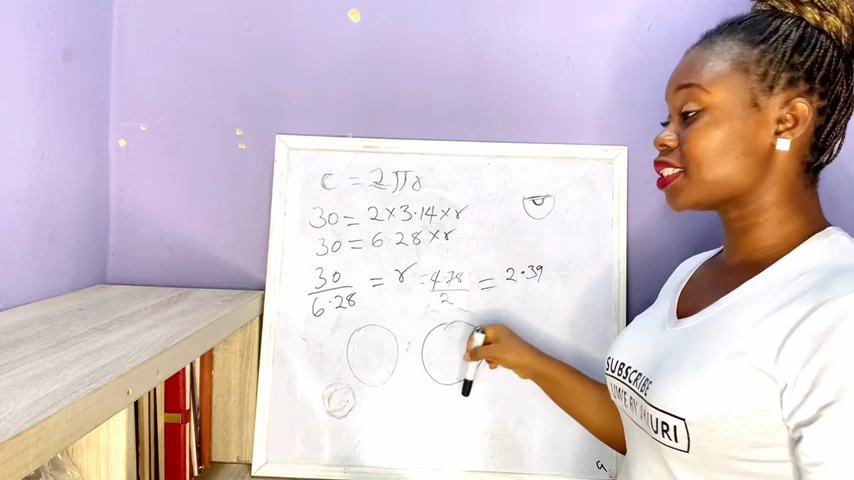 C = 2πr
30 = 2×3.14×r
30 = 6.28×r
30/6.28 = r = 4.78/2 = 2.39
SUBSCRIBE